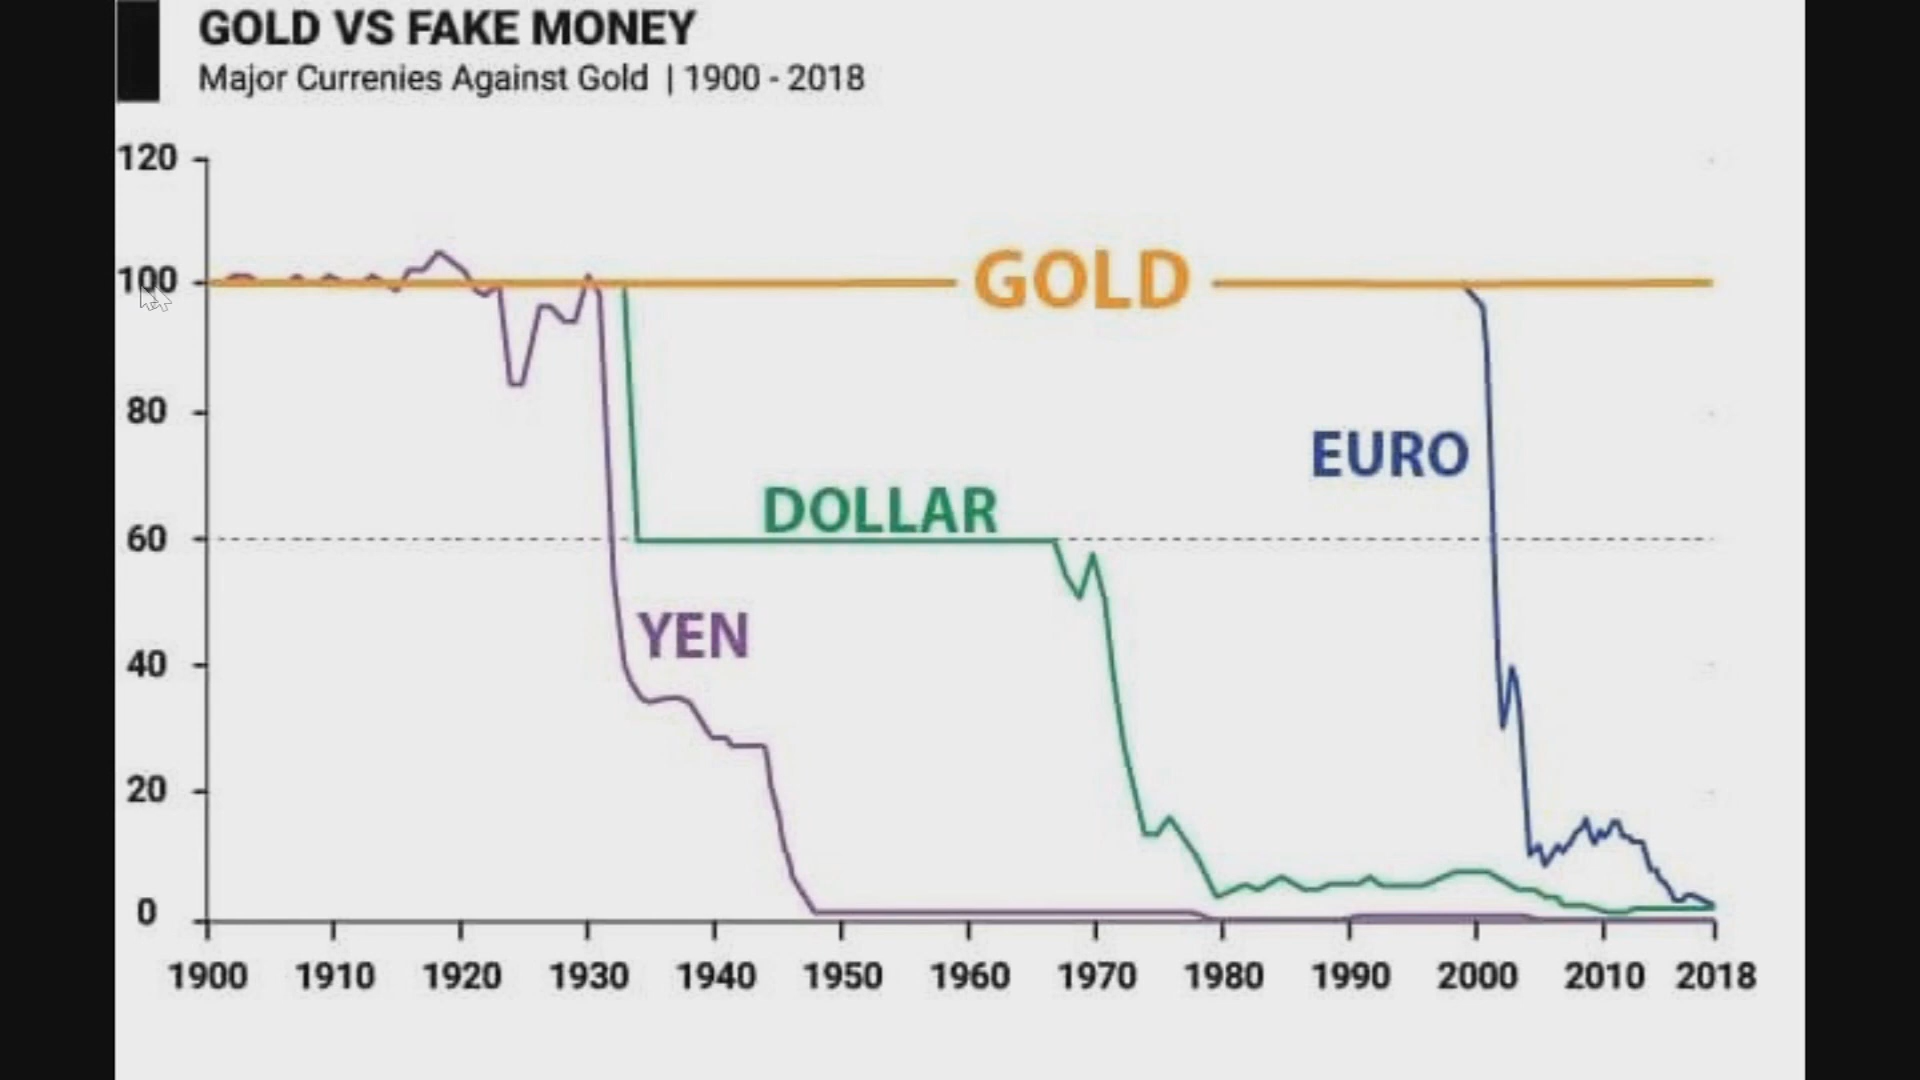 GOLD VS FAKE MONEY
Major Currenies Against Gold | 1900 - 2018
120
100
80
60
40
20
0
GOLD
EURO
DOLLAR
YEN
1900 1910 1920 1930 1940 1950 1960 1970 1980 1990 2000 2010 2018